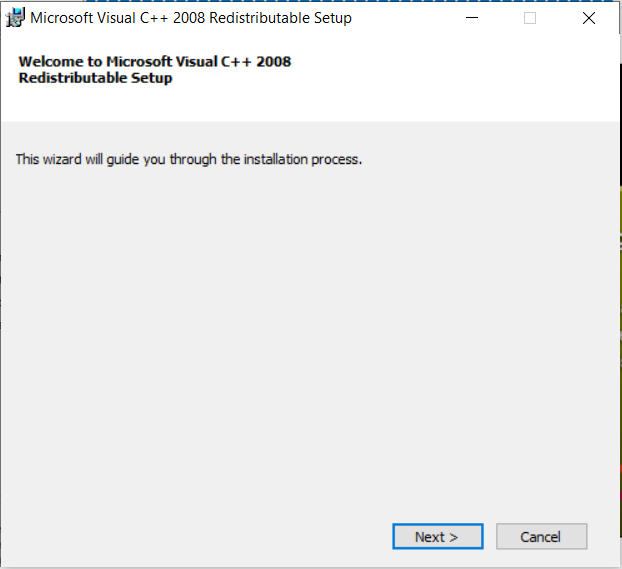 Microsoft Visual C++ 2008 Redistributable Setup
Welcome to Microsoft Visual C++ 2008
Redistributable Setup
This wizard will guide you through the installation process.
Next >
Cancel